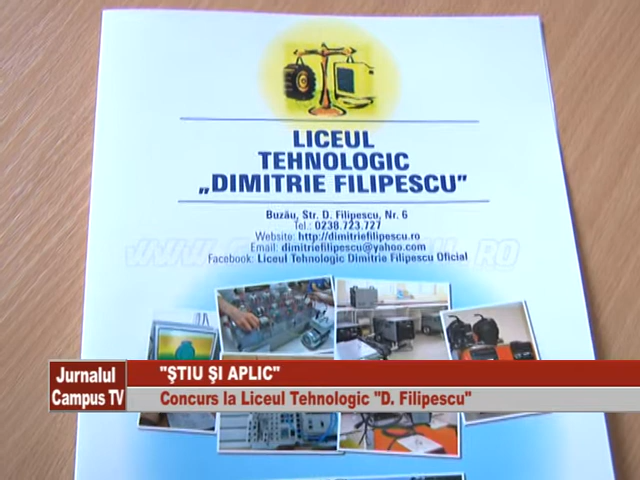 LICEUL
TEHNOLOGIC
„DIMITRIE FILIPESCU”
Buzău, Str. D. Filipescu, Nr. 6
Tel.: 0238.723.727
Website: http://dimitriefilipescu.ro
Email: dimitriefilipescu@yahoo.com
Facebook: Liceul Tehnologic Dimitrie Filipescu Oficial
Jurnalul
Campus TV
"ŞTIU ŞI APLIC"
Concurs la Liceul Tehnologic "D. Filipescu"